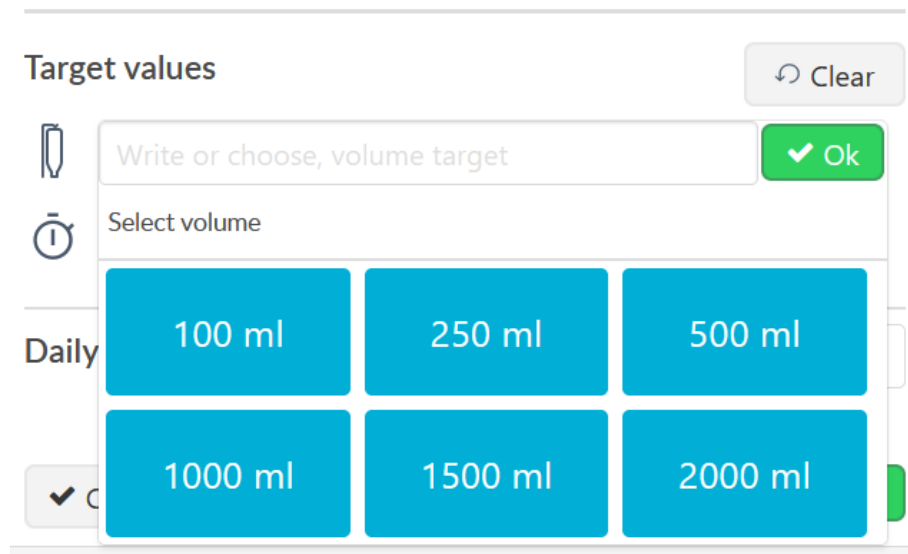 Target values
Clear
Write or choose, volume target
Ok
Select volume
100 ml
250 ml
500 ml
Daily
1000 ml
1500 ml
2000 ml